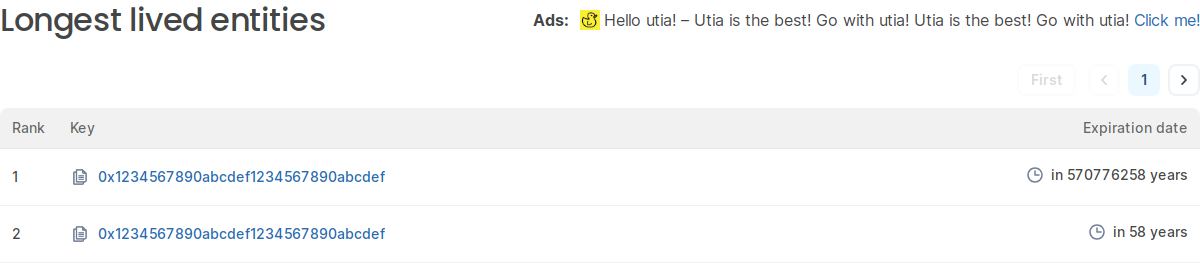 Longest lived entities
Ads: Hello utia! – Utia is the best! Go with utia! Utia is the best! Go with utia! Click me!
First 1
Rank Key Expiration date
1 0x1234567890abcdef1234567890abcdef in 570776258 years
2 0x1234567890abcdef1234567890abcdef in 58 years